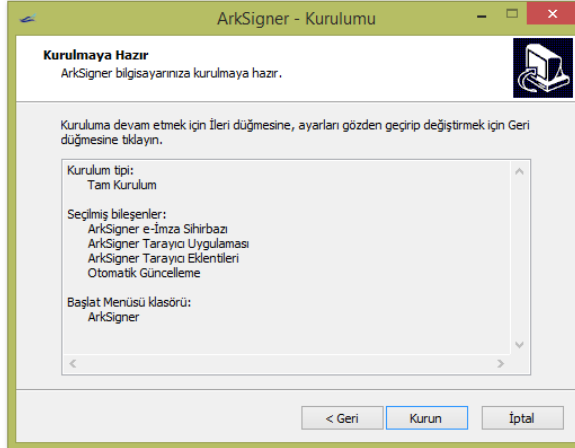 ArkSigner - Kurulumu
Kurulmaya Hazır
ArkSigner bilgisayarınıza kurulmaya hazır.
Kuruluma devam etmek için İleri düğmesine, ayarları gözden geçirip değiştirmek için Geri
düğmesine tıklayın.
Kurulum tipi:
Tam Kurulum
Seçilmiş bileşenler:
ArkSigner e-İmza Sihirbazı
ArkSigner Tarayıcı Uygulaması
ArkSigner Tarayıcı Eklentileri
Otomatik Güncelleme
Başlat Menüsü klasörü:
ArkSigner
< Geri
Kurun
İptal